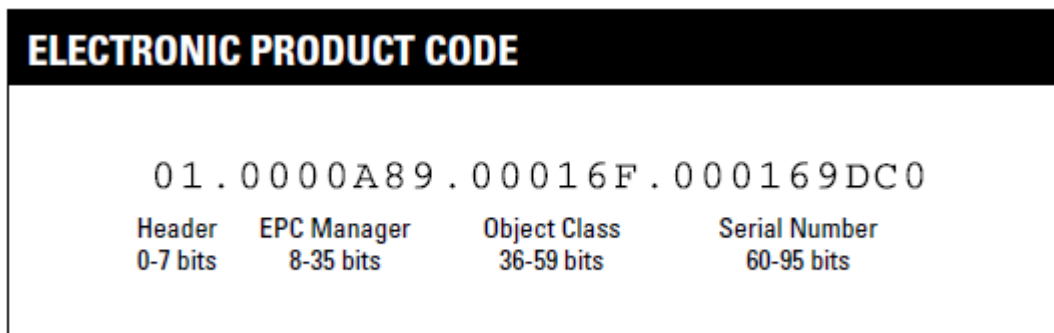 ELECTRONIC PRODUCT CODE
01.0000A89.00016F.000169DC0
Header EPC Manager Object Class Serial Number
0-7 bits 8-35 bits 36-59 bits 60-95 bits